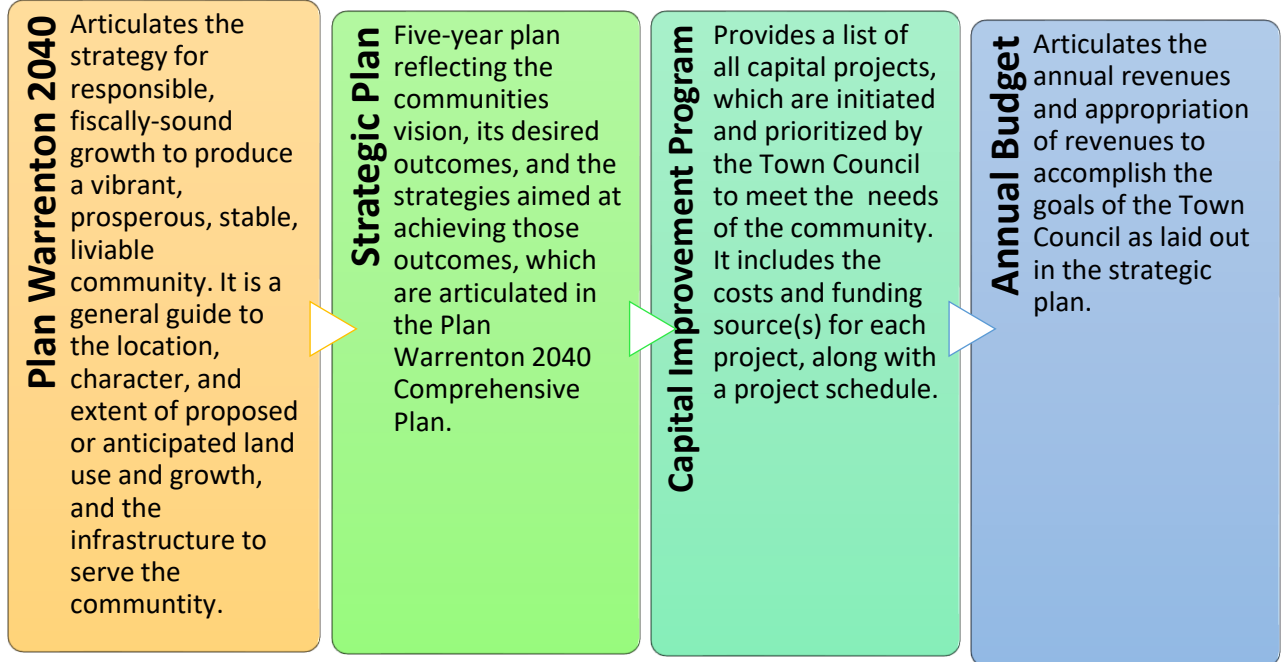 Plan Warrenton 2040
Articulates the
strategy for
responsible,
fiscally-sound
growth to produce
a vibrant,
prosperous, stable,
liviable
community. It is a
general guide to
the location,
character, and
extent of proposed
or anticipated land
use and growth,
and the
infrastructure to
serve the
communtity.
Strategic Plan
Five-year plan
reflecting the
communities
vision, its desired
outcomes, and the
strategies aimed at
achieving those
outcomes, which
are articulated in
the Plan
Warrenton 2040
Comprehensive
Plan.
Capital Improvement Program
Provides a list of
all capital projects,
which are initiated
and prioritized by
the Town Council
to meet the needs
of the community.
It includes the
costs and funding
source(s) for each
project, along with
a project schedule.
Annual Budget
Articulates the
annual revenues
and appropriation
of revenues to
accomplish the
goals of the Town
Council as laid out
in the strategic
plan.